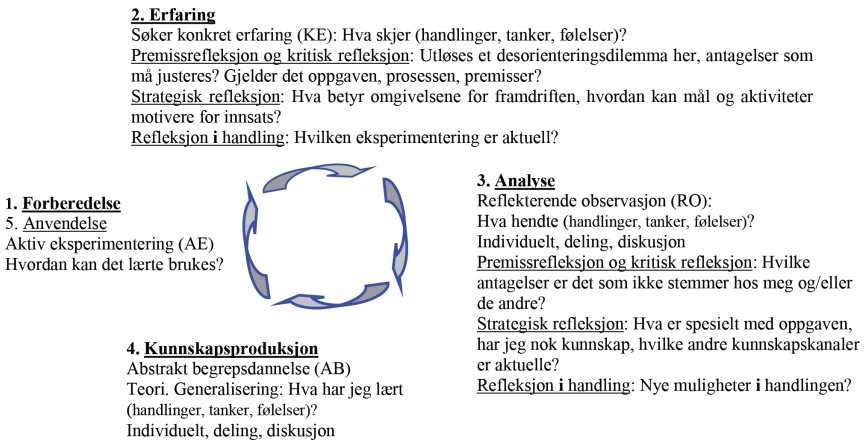 2. Erfaring
Søker konkret erfaring (KE): Hva skjer (handlinger, tanker, følelser)?
Premissrefleksjon og kritisk refleksjon: Utløses et desorienteringsdilemma her, antagelser som
må justeres? Gjelder det oppgaven, prosessen, premisser?
Strategisk refleksjon: Hva betyr omgivelsene for framdriften, hvordan kan mål og aktiviteter
motivere for innsats?
Refleksjon i handling: Hvilken eksperimentering er aktuell?
1. Forberedelse
5. Anvendelse
Aktiv eksperimentering (AE)
Hvordan kan det lærte brukes?
3. Analyse
Reflekterende observasjon (RO):
Hva hendte (handlinger, tanker, følelser)?
Individuelt, deling, diskusjon
Premissrefleksjon og kritisk refleksjon: Hvilke
antagelser er det som ikke stemmer hos meg og/eller
de andre?
Strategisk refleksjon: Hva er spesielt med oppgaven,
har jeg nok kunnskap, hvilke andre kunnskapskanaler
er aktuelle?
Refleksjon i handling: Nye muligheter i handlingen?
4. Kunnskapsproduksjon
Abstrakt begrepsdannelse (AB)
Teori. Generalisering: Hva har jeg lært
(handlinger, tanker, følelser)?
Individuelt, deling, diskusjon